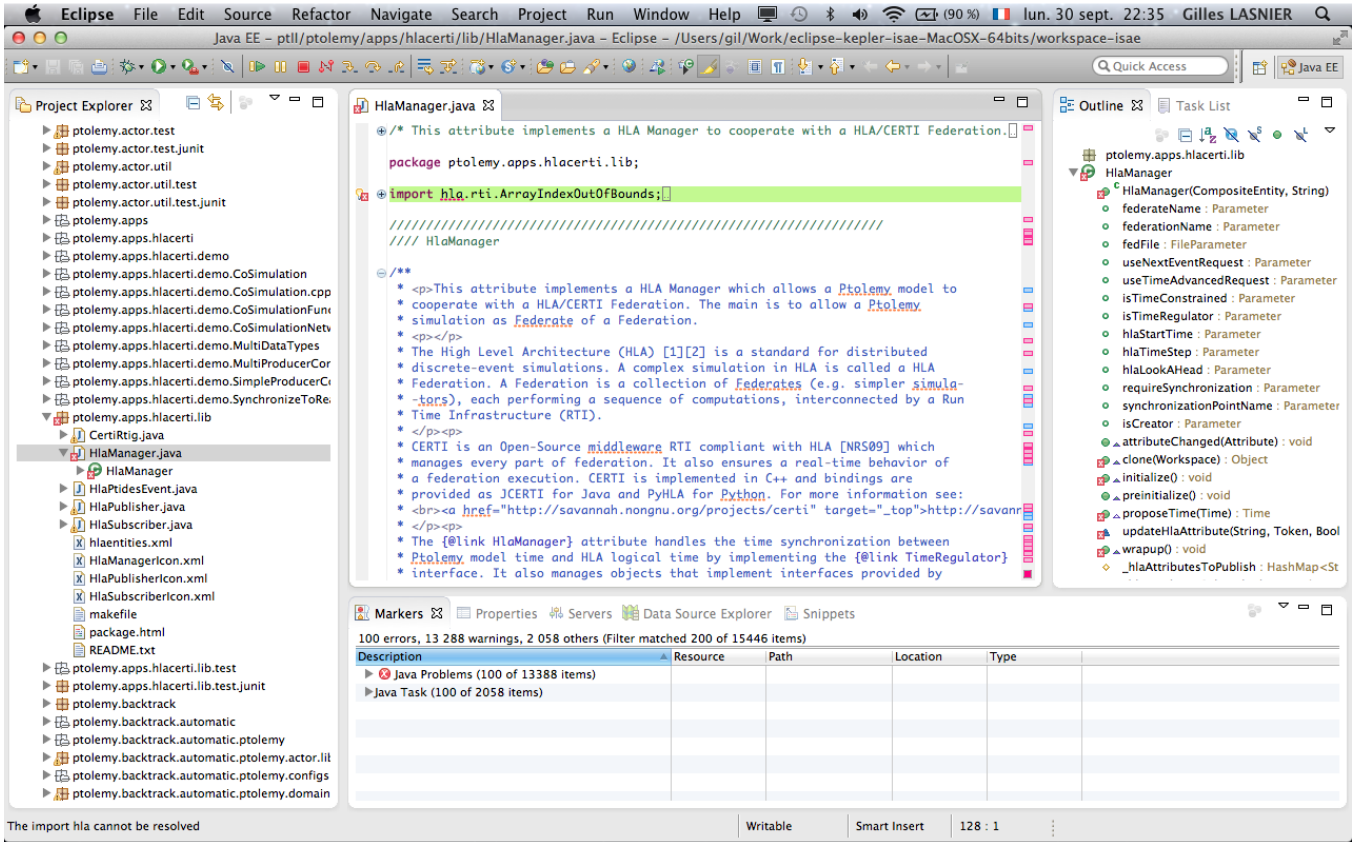 Eclipse File Edit Source Refactor Navigate Search Project Run Window Help (90 %) lun. 30 sept. 22:35 Gilles LASNIER
Java EE – ptII/ptolemy/apps/hlacerti/lib/HlaManager.java – Eclipse – /Users/gil/Work/eclipse-kepler-isae-MacOSX-64bits/workspace-isae
Quick Access
Java EE
Project Explorer
ptolemy.actor.test
ptolemy.actor.test.junit
ptolemy.actor.util
ptolemy.actor.util.test
ptolemy.actor.util.test.junit
ptolemy.apps
ptolemy.apps.hlacerti
ptolemy.apps.hlacerti.demo
ptolemy.apps.hlacerti.demo.CoSimulation
ptolemy.apps.hlacerti.demo.CoSimulation.cpp
ptolemy.apps.hlacerti.demo.CoSimulationFunc
ptolemy.apps.hlacerti.demo.CoSimulationNetw
ptolemy.apps.hlacerti.demo.MultiDataTypes
ptolemy.apps.hlacerti.demo.MultiProducerCor
ptolemy.apps.hlacerti.demo.SimpleProducerCo
ptolemy.apps.hlacerti.demo.SynchronizeToRea
ptolemy.apps.hlacerti.lib
CertiRtig.java
HlaManager.java
HlaManager
HlaPtidesEvent.java
HlaPublisher.java
HlaSubscriber.java
hlaentities.xml
HlaManagerIcon.xml
HlaPublisherIcon.xml
HlaSubscriberIcon.xml
makefile
package.html
README.txt
ptolemy.apps.hlacerti.lib.test
ptolemy.apps.hlacerti.lib.test.junit
ptolemy.backtrack
ptolemy.backtrack.automatic
ptolemy.backtrack.automatic.ptolemy
ptolemy.backtrack.automatic.ptolemy.actor.lib
ptolemy.backtrack.automatic.ptolemy.configs
ptolemy.backtrack.automatic.ptolemy.domain
HlaManager.java
/* This attribute implements a HLA Manager to cooperate with a HLA/CERTI Federation.
package ptolemy.apps.hlacerti.lib;
import hla.rti.ArrayIndexOutOfBounds;
///////////////////////////////////////////////////////////////////
//// HlaManager
/**
* <p>This attribute implements a HLA Manager which allows a Ptolemy model to
* cooperate with a HLA/CERTI Federation. The main is to allow a Ptolemy
* simulation as Federate of a Federation.
* <p></p>
* The High Level Architecture (HLA) [1][2] is a standard for distributed
* discrete-event simulations. A complex simulation in HLA is called a HLA
* Federation. A Federation is a collection of Federates (e.g. simpler simula-
* -tors), each performing a sequence of computations, interconnected by a Run
* Time Infrastructure (RTI).
* </p><p>
* CERTI is an Open-Source middleware RTI compliant with HLA [NRS09] which
* manages every part of federation. It also ensures a real-time behavior of
* a federation execution. CERTI is implemented in C++ and bindings are
* provided as JCERTI for Java and PyHLA for Python. For more information see:
* <br><a href="http://savannah.nongnu.org/projects/certi" target="_top">http://savann
* </p><p>
* The {@link HlaManager} attribute handles the time synchronization between
* Ptolemy model time and HLA logical time by implementing the {@link TimeRegulator}
* interface. It also manages objects that implement interfaces provided by
Outline Task List
ptolemy.apps.hlacerti.lib
HlaManager
HlaManager(CompositeEntity, String)
federateName : Parameter
federationName : Parameter
fedFile : FileParameter
useNextEventRequest : Parameter
useTimeAdvancedRequest : Parameter
isTimeConstrained : Parameter
isTimeRegulator : Parameter
hlaStartTime : Parameter
hlaTimeStep : Parameter
hlaLookAHead : Parameter
requireSynchronization : Parameter
synchronizationPointName : Parameter
isCreator : Parameter
attributeChanged(Attribute) : void
clone(Workspace) : Object
initialize() : void
preinitialize() : void
proposeTime(Time) : Time
updateHlaAttribute(String, Token, Bool
wrapup() : void
_hlaAttributesToPublish : HashMap<St
Markers Properties Servers Data Source Explorer Snippets
100 errors, 13 288 warnings, 2 058 others (Filter matched 200 of 15446 items)
Description Resource Path Location Type
Java Problems (100 of 13388 items)
Java Task (100 of 2058 items)
The import hla cannot be resolved Writable Smart Insert 128 : 1